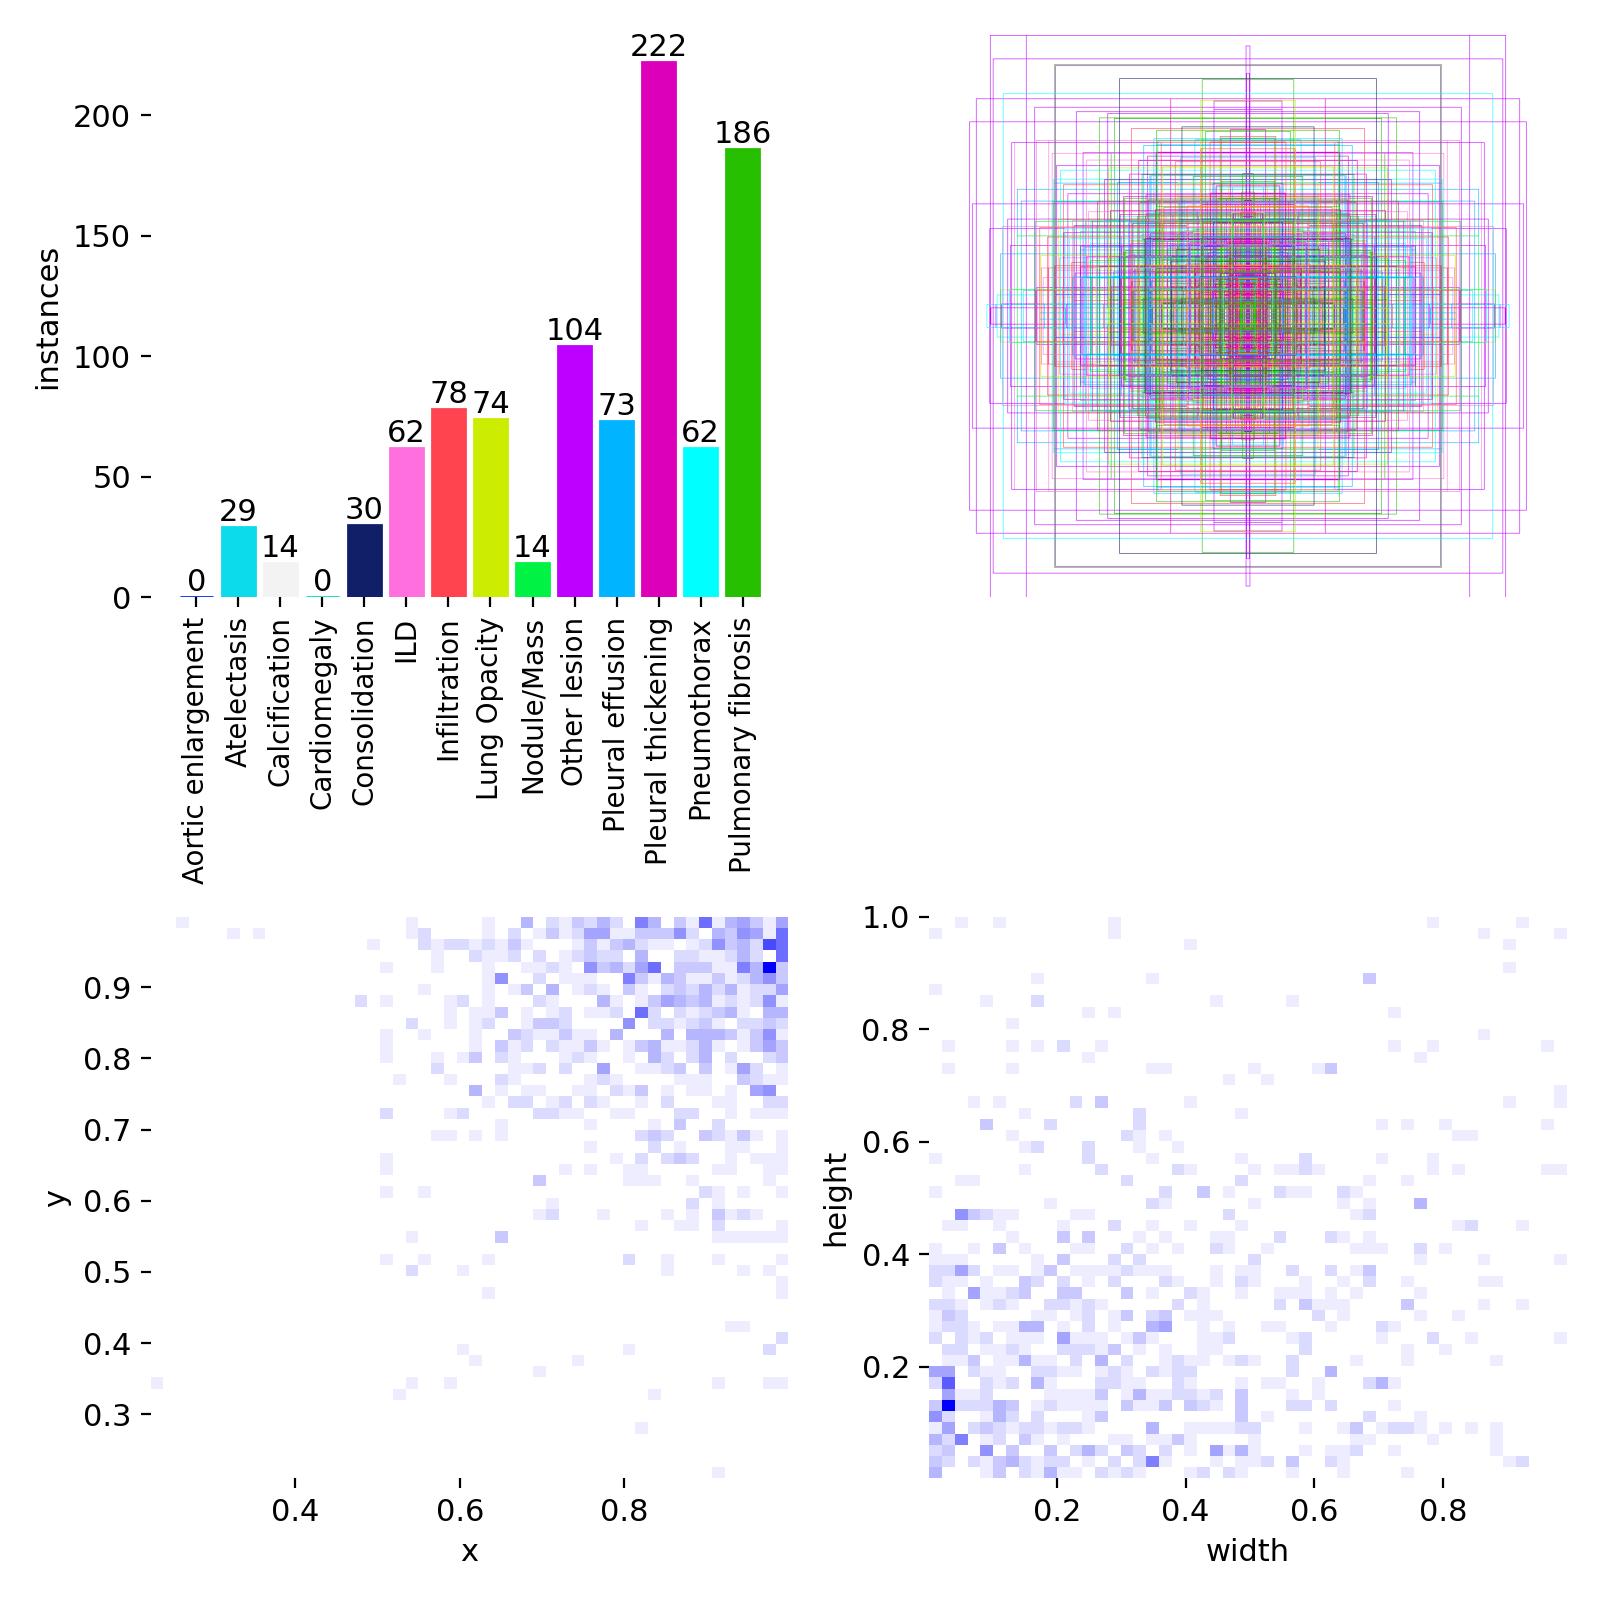 222
200
186
150
instances
104
100
78
74
73
62
62
50
29
30
14
14
0
0
0
Aortic enlargement
Atelectasis
Calcification
Cardiomegaly
Consolidation
ILD
Infiltration
Lung Opacity
Nodule/Mass
Other lesion
Pleural effusion
Pleural thickening
Pneumothorax
Pulmonary fibrosis
0.9
0.8
0.7
y
0.6
0.5
0.4
0.3
0.4 0.6 0.8
x
1.0
0.8
0.6
height
0.4
0.2
0.2 0.4 0.6 0.8
width